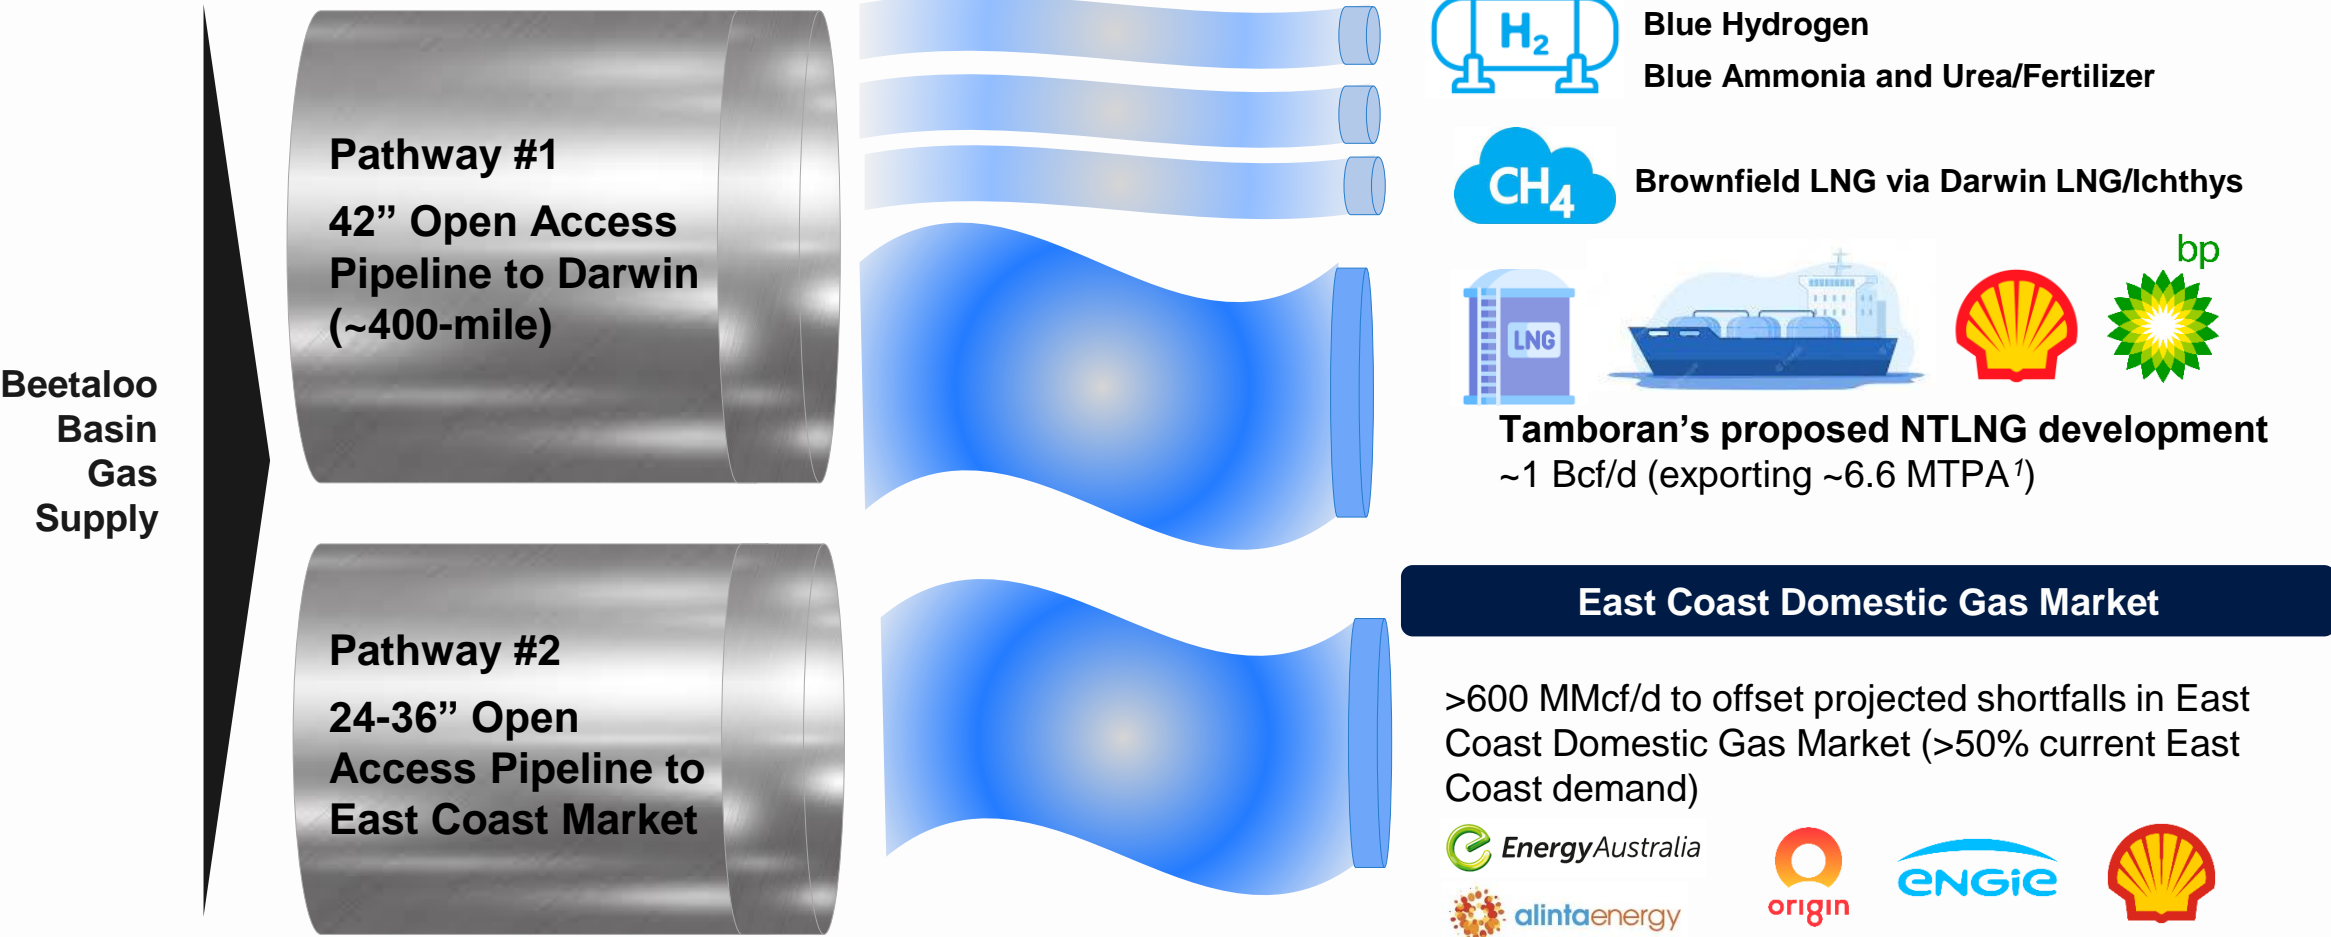 Beetaloo
Basin
Gas
Supply
Pathway #1
42” Open Access
Pipeline to Darwin
(~400-mile)
H2
Blue Hydrogen
Blue Ammonia and Urea/Fertilizer
CH4
Brownfield LNG via Darwin LNG/Ichthys
LNG
bp
Tamboran’s proposed NTLNG development
~1 Bcf/d (exporting ~6.6 MTPA¹)
Pathway #2
24-36” Open
Access Pipeline to
East Coast Market
East Coast Domestic Gas Market
>600 MMcf/d to offset projected shortfalls in East
Coast Domestic Gas Market (>50% current East
Coast demand)
EnergyAustralia
origin
ENGIE
alintaenergy